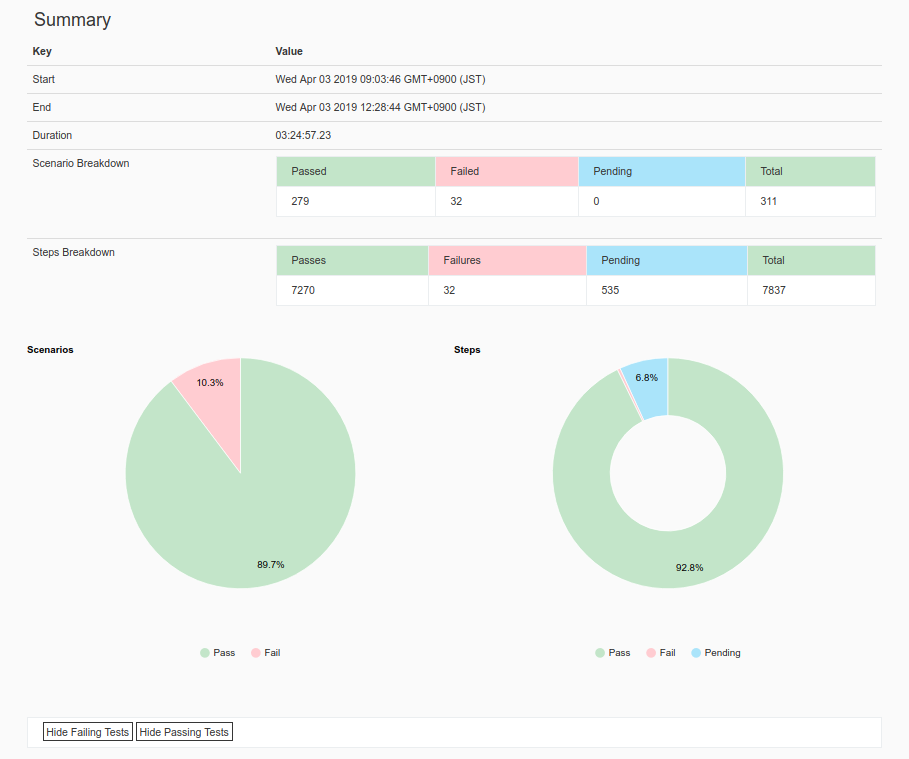 Summary
Key Value
Start Wed Apr 03 2019 09:03:46 GMT+0900 (JST)
End Wed Apr 03 2019 12:28:44 GMT+0900 (JST)
Duration 03:24:57.23
Scenario Breakdown
Passed Failed Pending Total
279 32 0 311
Steps Breakdown
Passes Failures Pending Total
7270 32 535 7837
Scenarios
10.3%
89.7%
Pass Fail
Steps
6.8%
92.8%
Pass Fail Pending
Hide Failing Tests Hide Passing Tests